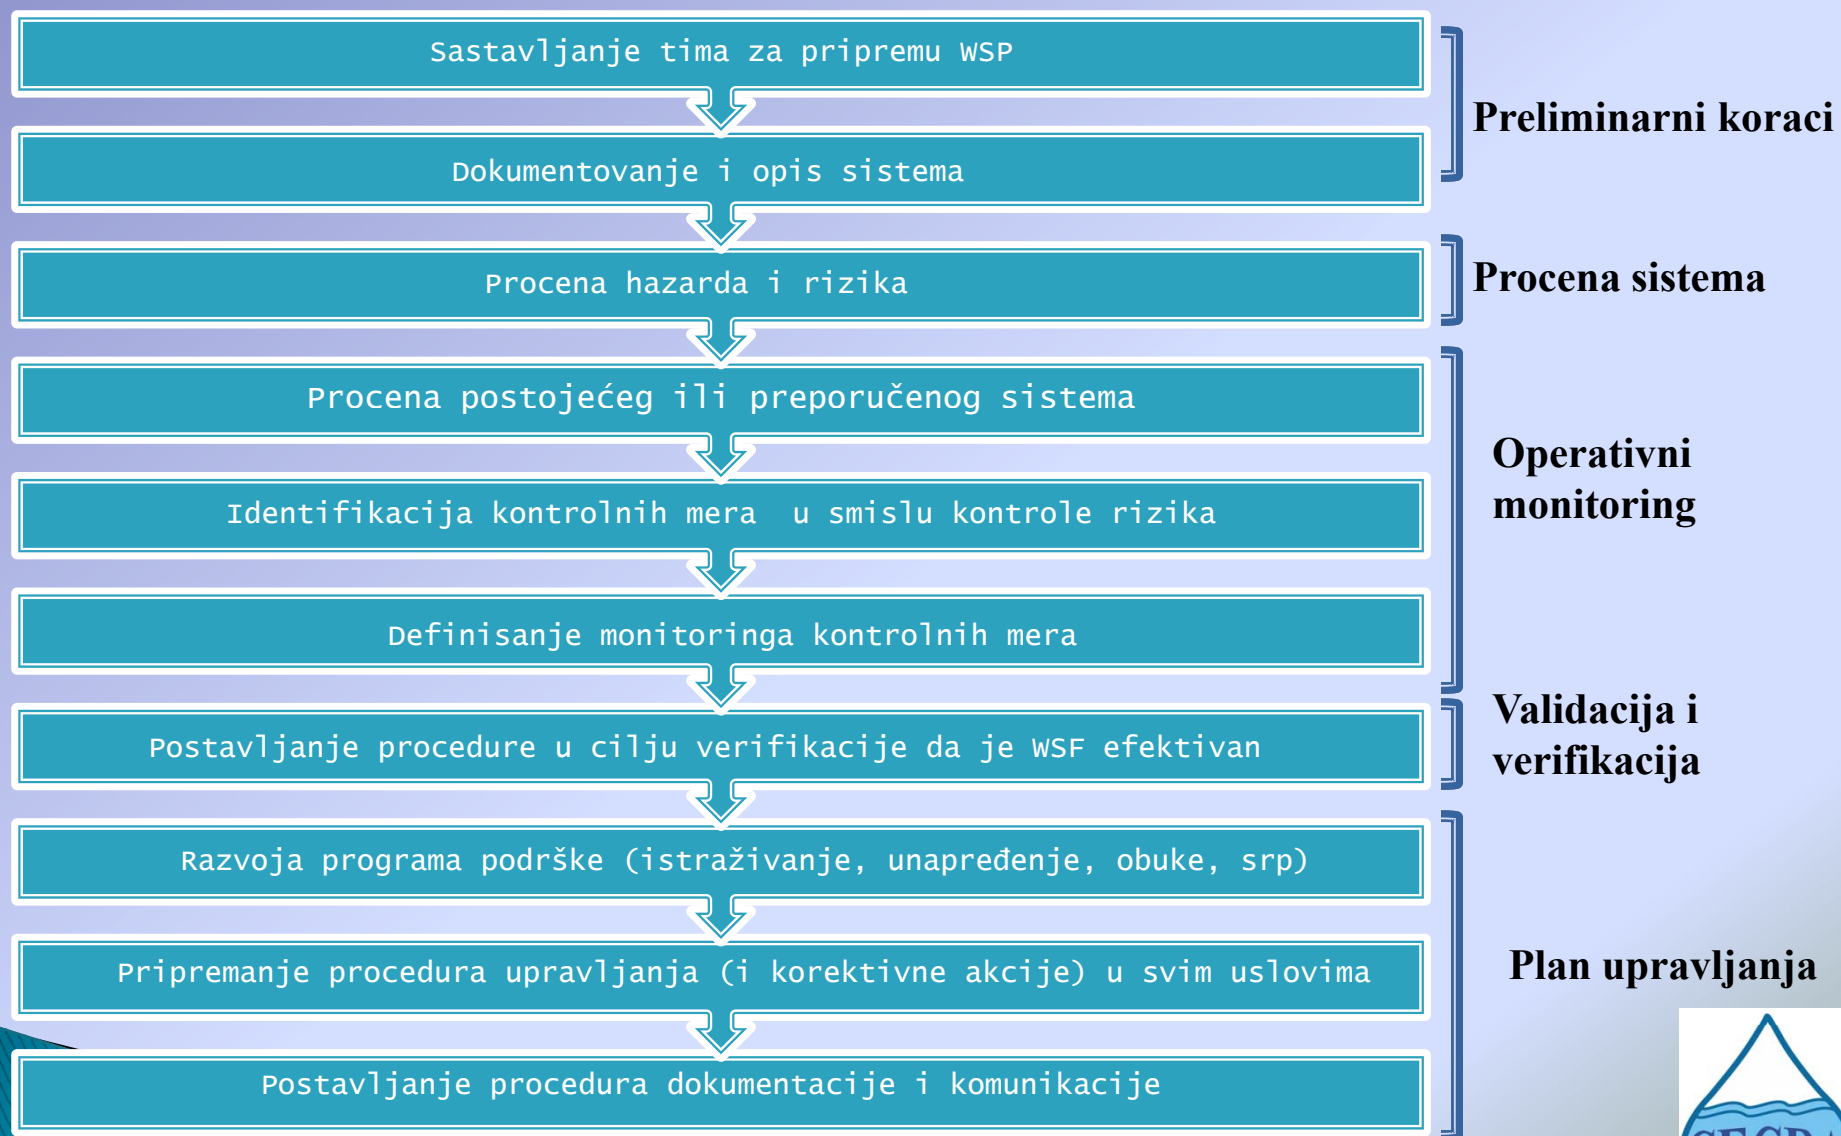 Sastavljanje tima za pripremu WSP
Dokumentovanje i opis sistema
Preliminarni koraci
Procena hazarda i rizika
Procena sistema
Procena postojećeg ili preporučenog sistema
Identifikacija kontrolnih mera u smislu kontrole rizika
Definisanje monitoringa kontrolnih mera
Operativni
monitoring
Postavljanje procedure u cilju verifikacije da je WSF efektivan
Validacija i
verifikacija
Razvoja programa podrške (istraživanje, unapređenje, obuke, srp)
Pripremanje procedura upravljanja (i korektivne akcije) u svim uslovima
Postavljanje procedura dokumentacije i komunikacije
Plan upravljanja